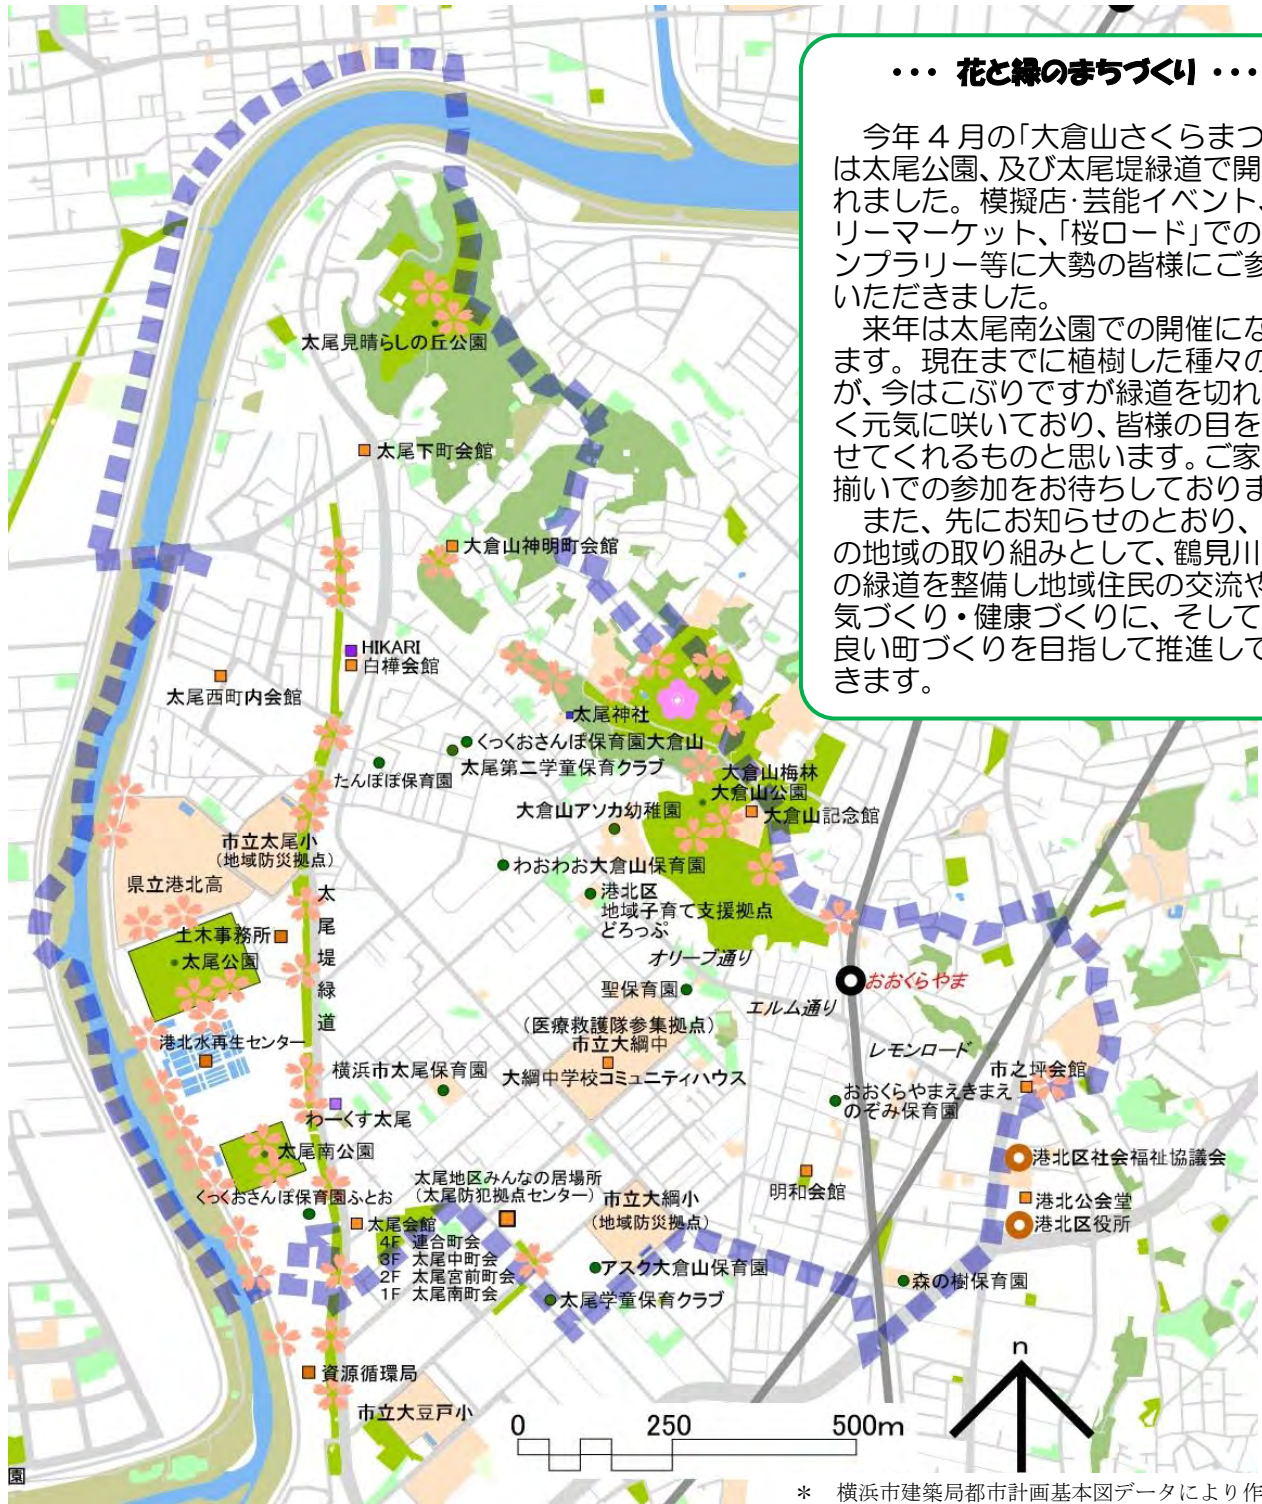 ・・・ 花と緑のまちづくり ・・・
今年４月の｢大倉山さくらまつ
は太尾公園、及び太尾堤緑道で開
れました。模擬店・芸能イベント、
リーマーケット、｢桜ロード｣での
ンプラリー等に大勢の皆様にご参
いただきました。
来年は太尾南公園での開催にな
ます。現在までに植樹した種々の
が、今はこぶりですが緑道を切れ
く元気に咲いており、皆様の目を
せてくれるものと思います。ご家
揃いでの参加をお待ちしておりま
また、先にお知らせのとおり、
の地域の取り組みとして、鶴見川
の緑道を整備し地域住民の交流や
気づくり・健康づくりに、そして
良い町づくりを目指して推進して
きます。
太尾見晴らしの丘公園
太尾下町会館
大倉山神明町会館
HIKARI
白樺会館
太尾西町内会館
太尾神社
くっくおさんぽ保育園大倉山
太尾第二学童保育クラブ
たんぽぽ保育園
大倉山梅林
大倉山公園
大倉山記念館
大倉山アソカ幼稚園
市立太尾小
（地域防災拠点）
わおわお大倉山保育園
県立港北高
港北区
地域子育て支援拠点
どろっぷ
太尾堤緑道
土木事務所
太尾公園
オリーブ通り
おおくらやま
聖保育園
エルム通り
（医療救護隊参集拠点）
市立大綱中
大綱中学校コミュニティハウス
港北水再生センター
レモンロード
市之坪会館
横浜市太尾保育園
おおくらやまえきまえ
のぞみ保育園
わーくす太尾
太尾南公園
港北区社会福祉協議会
太尾地区みんなの居場所
（太尾防犯拠点センター）
明和会館
くっくおさんぽ保育園ふとお
市立大綱小
（地域防災拠点）
港北公会堂
港北区役所
太尾会館
4F 連合町会
3F 太尾中町会
2F 太尾宮前町会
1F 太尾南町会
アスク大倉山保育園
森の樹保育園
太尾学童保育クラブ
資源循環局
市立大豆戸小
n
0 250 500m
園
＊ 横浜市建築局都市計画基本図データにより作